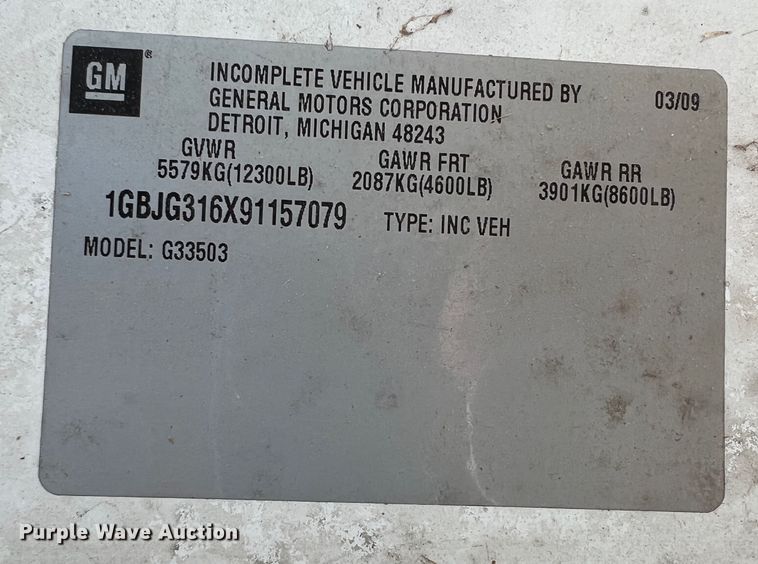 GM®
INCOMPLETE VEHICLE MANUFACTURED BY
GENERAL MOTORS CORPORATION
DETROIT, MICHIGAN 48243
03/09
GVWR GAWR FRT GAWR RR
5579KG(12300LB) 2087KG(4600LB) 3901KG(8600LB)
1GBJG316X91157079 TYPE: INC VEH
MODEL: G33503
Purple Wave Auction